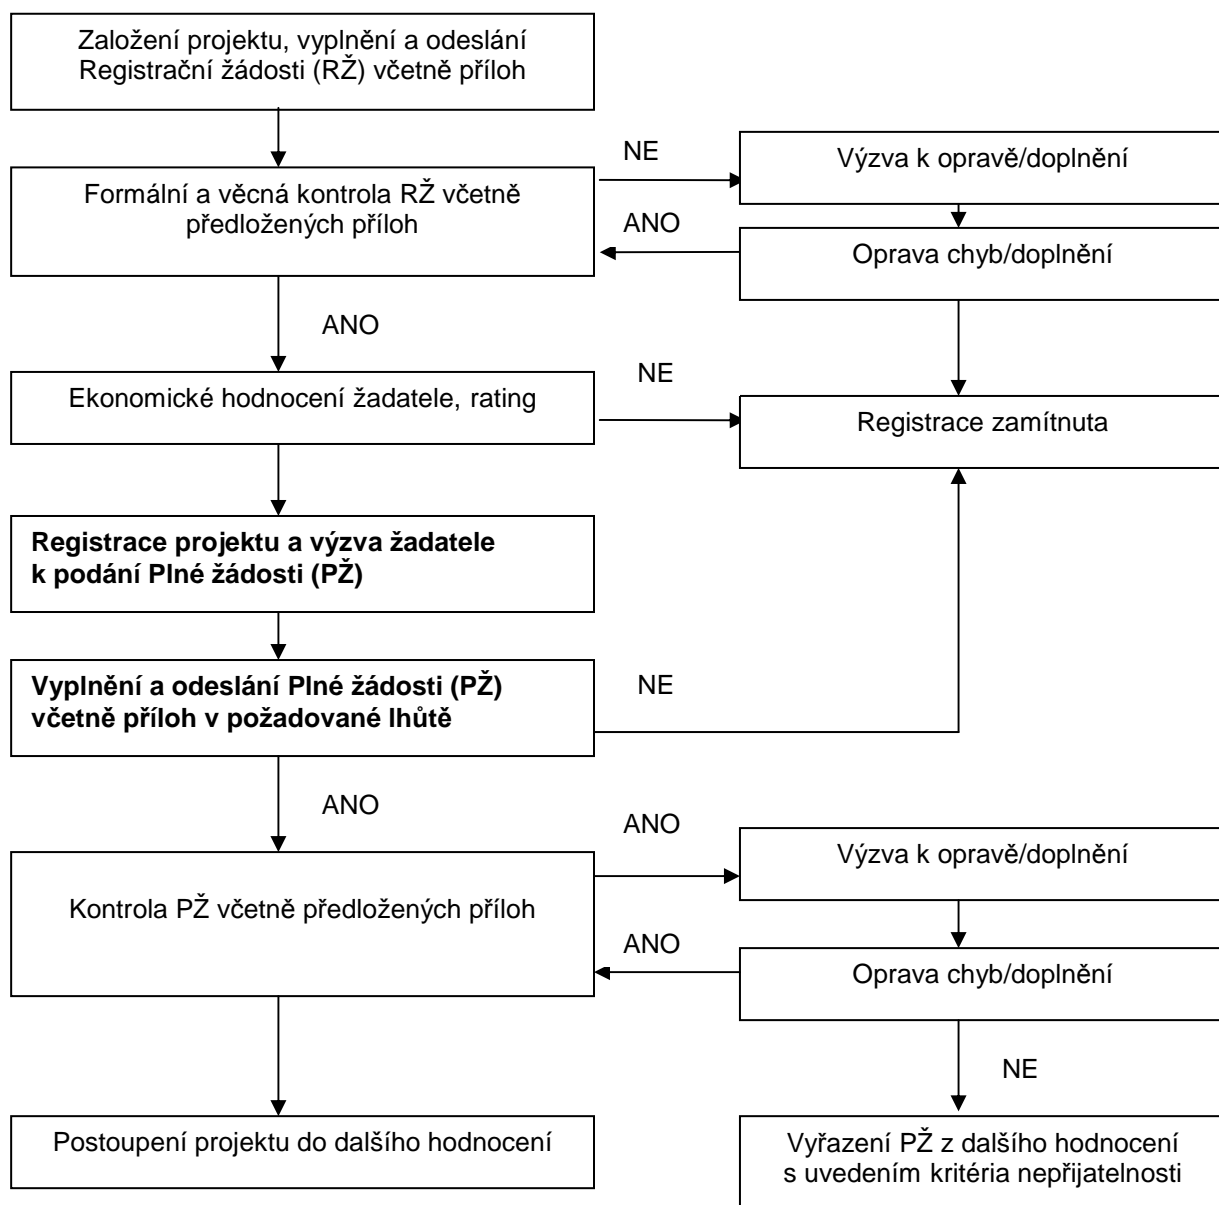 Založení projektu, vyplnění a odeslání
Registrační žádosti (RŽ) včetně příloh
NE
Výzva k opravě/doplnění
Formální a věcná kontrola RŽ včetně
předložených příloh
ANO
Oprava chyb/doplnění
ANO
Ekonomické hodnocení žadatele, rating
NE
Registrace zamítnuta
Registrace projektu a výzva žadatele
k podání Plné žádosti (PŽ)
Vyplnění a odeslání Plné žádosti (PŽ)
včetně příloh v požadované lhůtě
NE
ANO
ANO
Výzva k opravě/doplnění
Kontrola PŽ včetně předložených příloh
ANO
Oprava chyb/doplnění
NE
Postoupení projektu do dalšího hodnocení
Vyřazení PŽ z dalšího hodnocení
s uvedením kritéria nepřijatelnosti